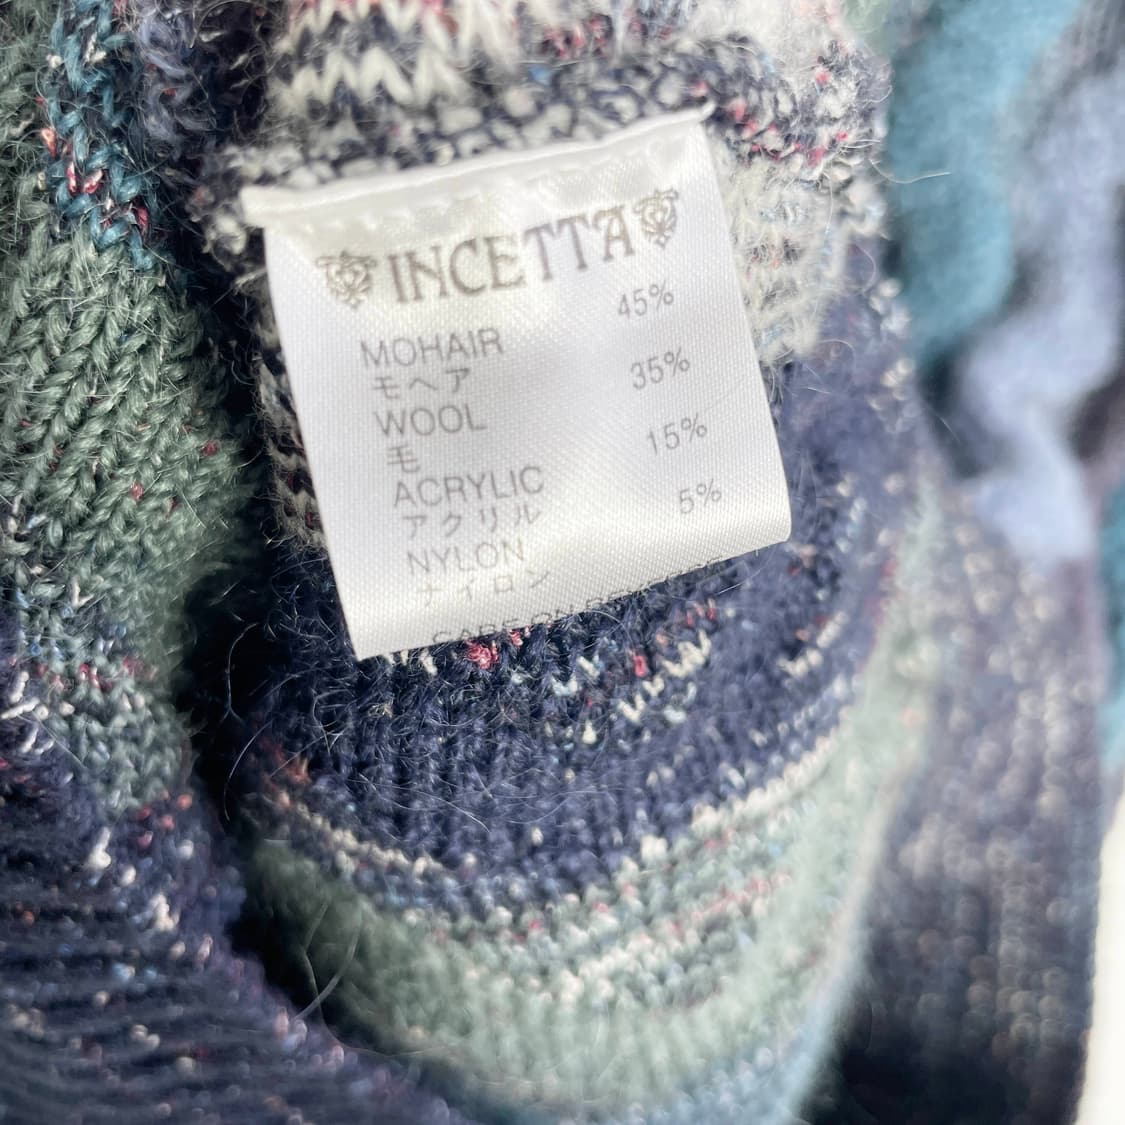 INCETTA
MOHAIR 45%
モヘア
WOOL 35%
毛
ACRYLIC 15%
アクリル
NYLON 5%
ナイロン